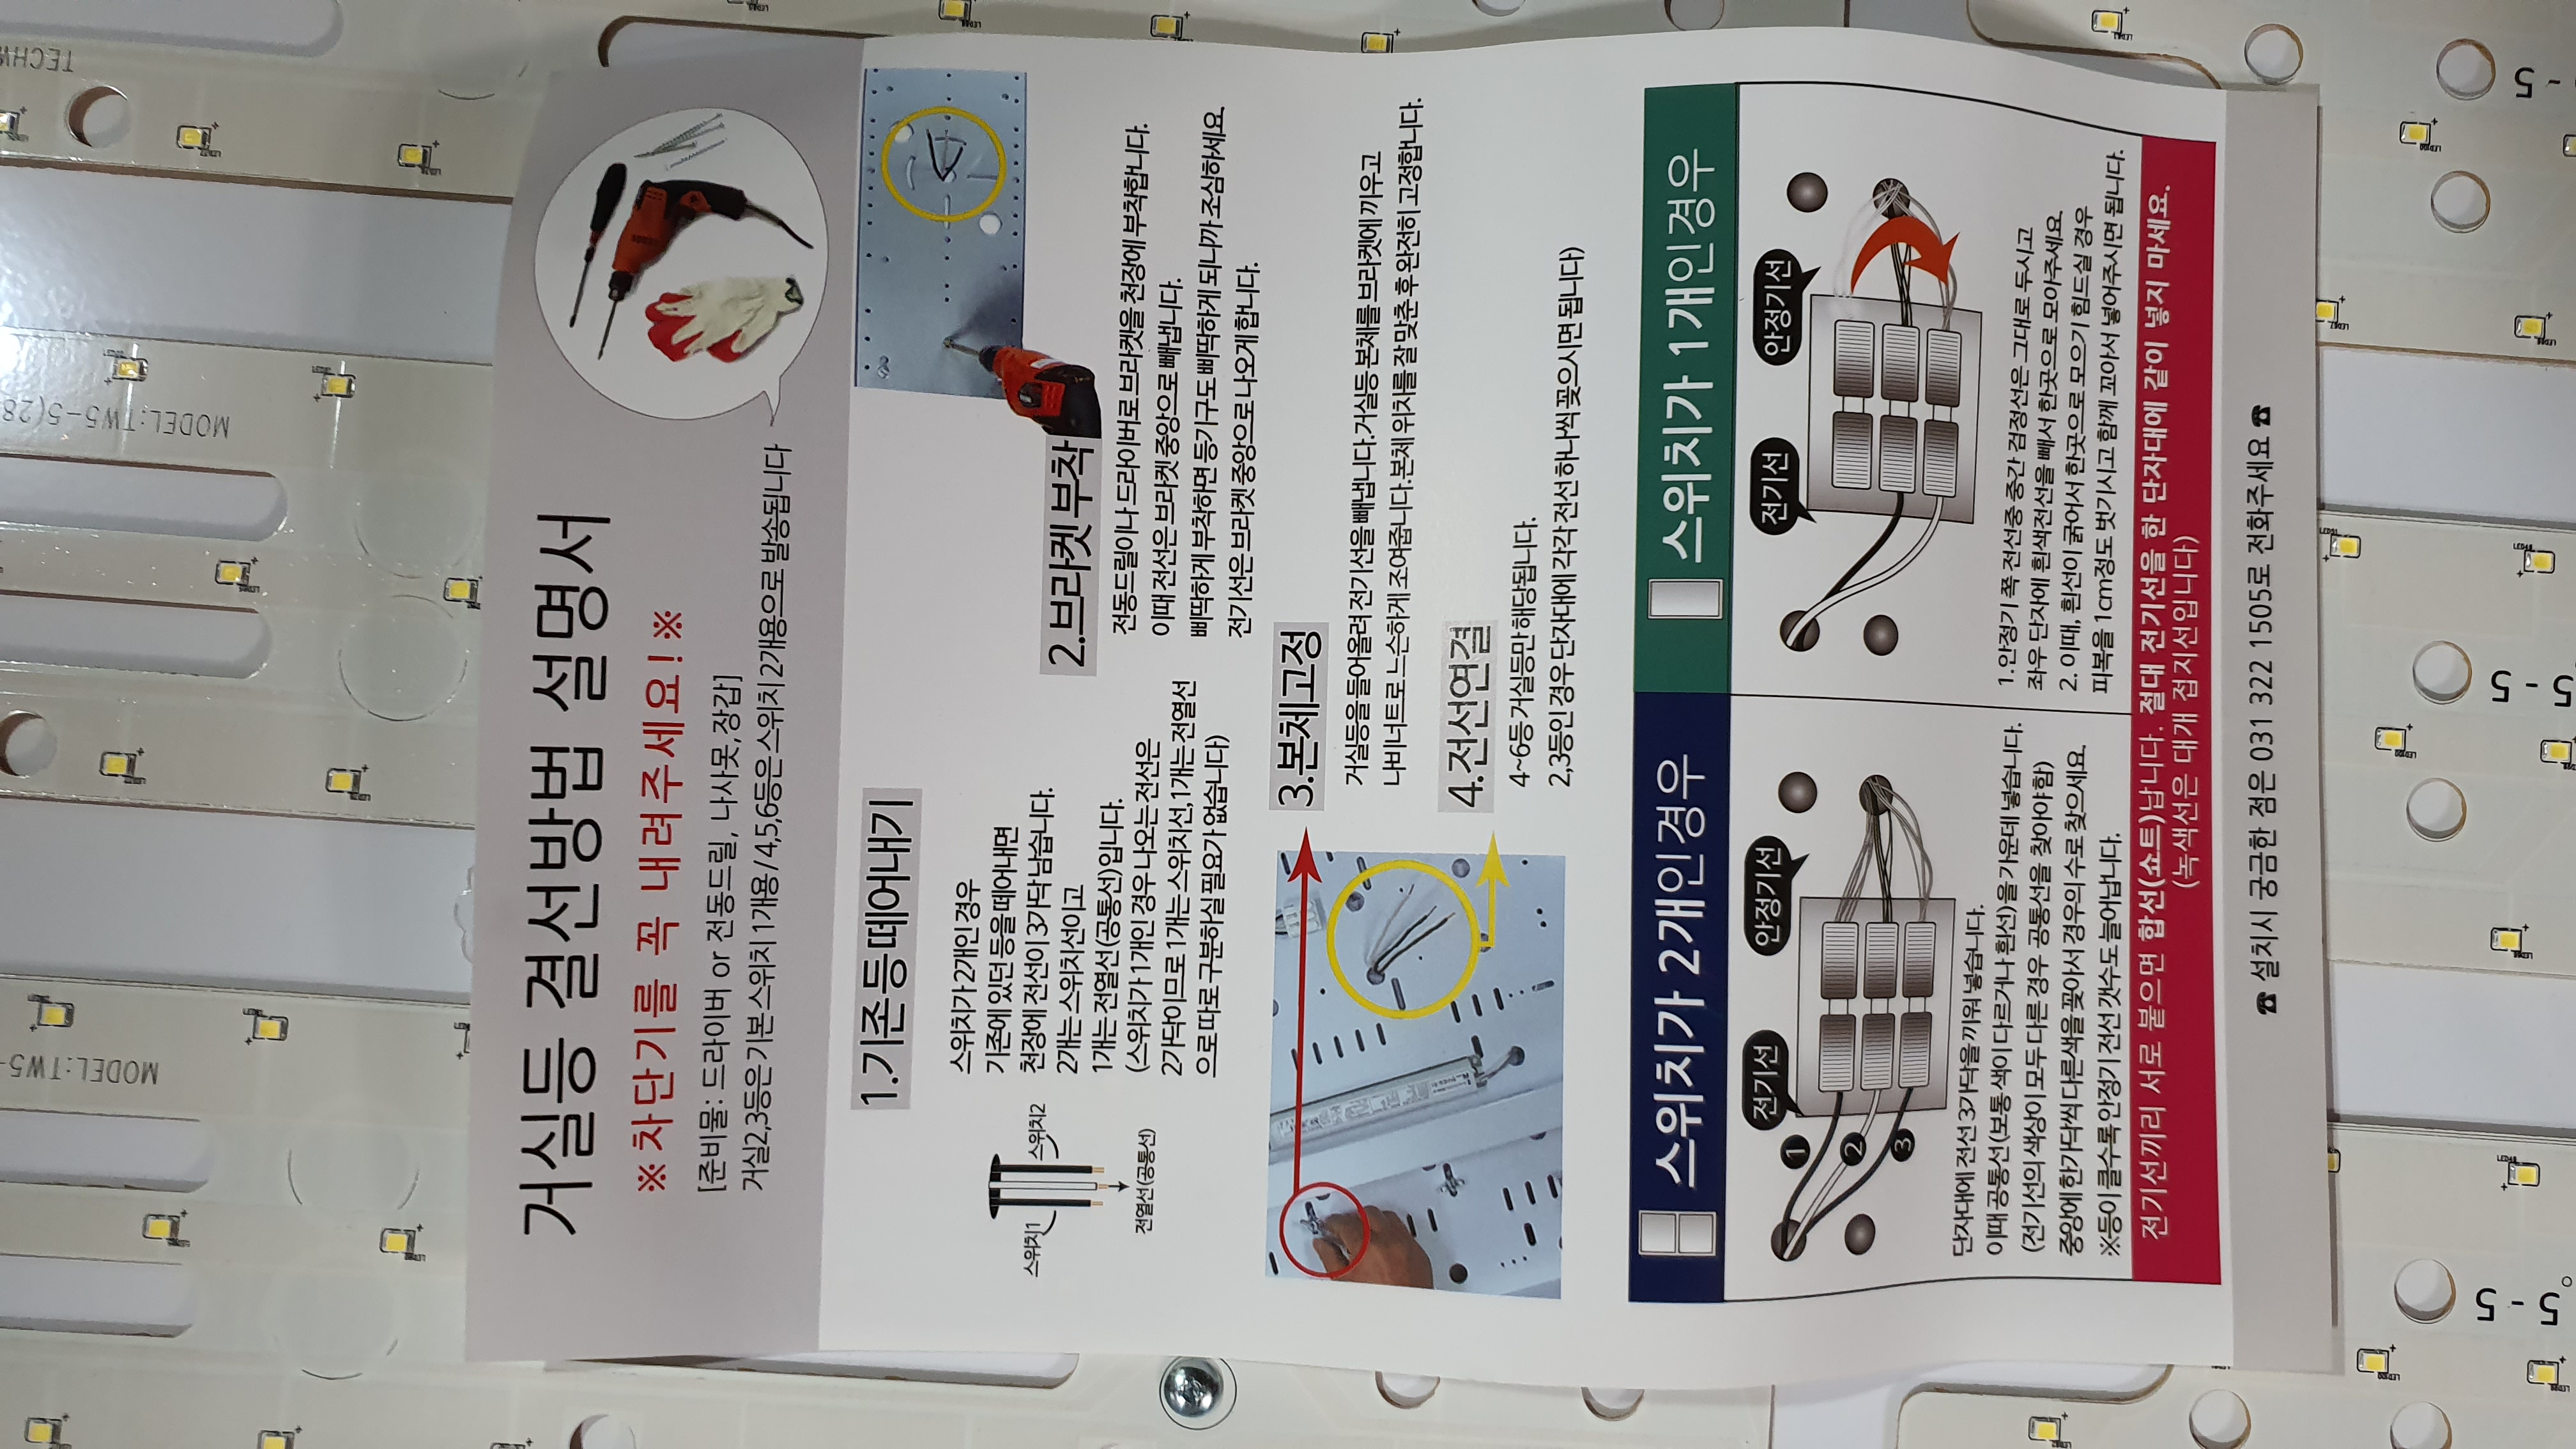 거실등 결선방법 설명서
※차단기를 꼭 내려주세요!※
[준비물: 드라이버 or 전동드릴, 나사못,장갑]
거실2,3등은 기본 스위치 1개용 / 4,5,6등은 스위치 2개용으로 발송됩니다
1.기존등 떼어내기
스위치가 2개인 경우
기존에 있던 등을 떼어내면
천장에 전선이 3가닥 남습니다.
2개는 스위치선이고
1개는 전열선(공통선)입니다.
(스위치가 1개인 경우 나오는 전선은
2가닥이므로 1개는 스위치선,1개는 전열선
으로 따로 구분하실 필요가 없습니다)
스위치1
스위치2
전열선(공통선)
2.브라켓 부착
전동드릴이나 드라이버로 브라켓을 천장에 부착합니다.
이때 전선은 브라켓 중앙으로 빼냅니다.
삐딱하게 부착하면 등기구도 삐딱하게 되니까 조심하세요.
전기선은 브라켓 중앙으로 나오게 합니다.
3.본체고정
거실등을 들어올려 전기선을 빼냅니다.거실등 본체를 브라켓에 끼우고
나비너트로 느슨하게 조여줍니다.본체 위치를 잘 맞춘 후 완전히 고정합니다.
4.전선연결
4~6등 거실등만 해당됩니다.
2,3등인 경우 단자대에 각각 전선 하나씩 꽂으시면 됩니다)
스위치가 2개인경우
전기선
안정기선
1
2
3
단자대에 전선 3가닥을 끼워 넣습니다.
이때 공통선(보통 색이 다르거나 흰선)을 가운데 넣습니다.
(전기선의 색상이 모두 다른 경우 공통선을 찾아야 함)
중앙에 한가닥씩 다른색을 꽂아서 경우의 수로 찾으세요.
※등이 클수록 안정기 전선 갯수도 늘어납니다.
스위치가 1개인경우
전기선
안정기선
1.안정기 쪽 전선중 중간 검정선은 그대로 두시고
좌우 단자에 흰색전선을 빼서 한곳으로 모아주세요.
2. 이때, 흰선이 굵어서 한곳으로 모으기 힘드실 경우
피복을 1cm정도 벗기시고 함께 꼬아서 넣어주시면 됩니다.
전기선끼리 서로 붙으면 합선(쇼트)납니다. 절대 전기선을 한 단자대에 같이 넣지 마세요.
(녹색선은 대개 접지선입니다)
☎ 설치시 궁금한 점은 031 322 1505로 전화주세요 ☎
MODEL:TW5-5(28
MODEL:TW5-
TECHW
5 - 5
5 - 5